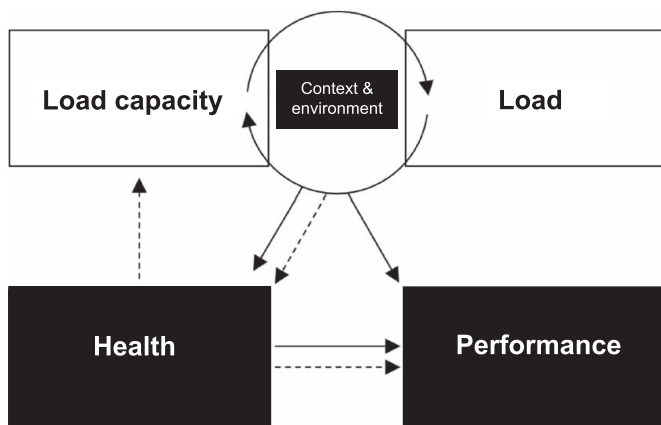 Load capacity
Context &
environment
Load
Health
Performance